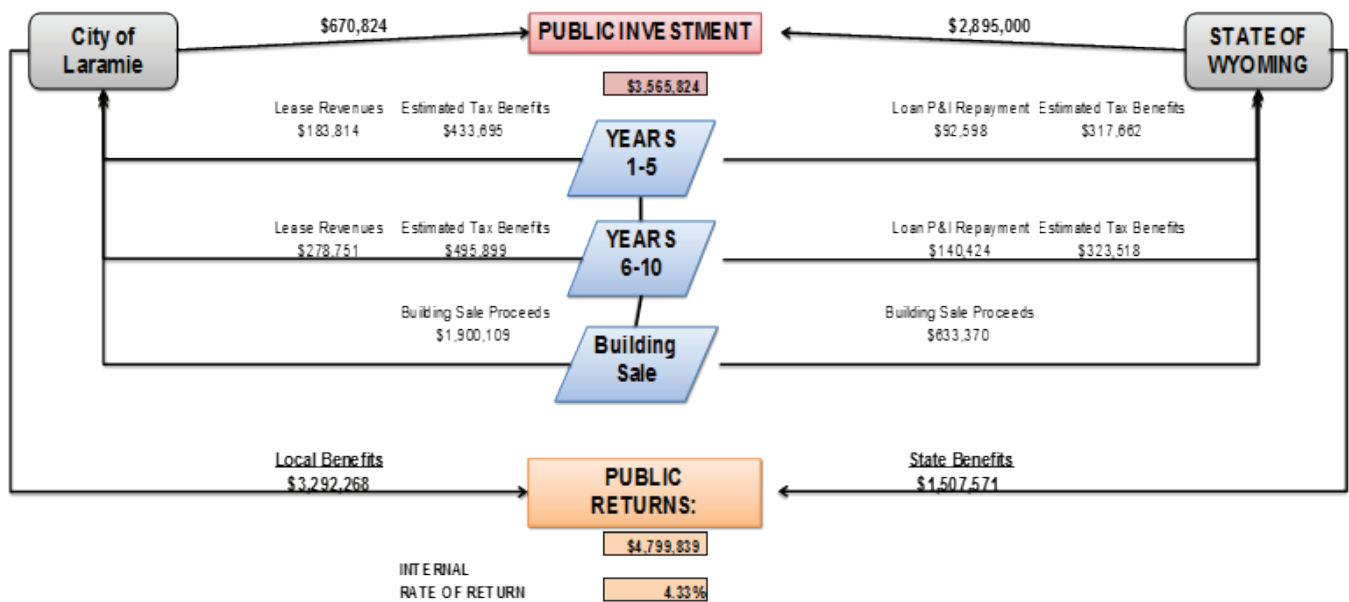 $670,824
PUBLIC INVESTMENT
$2,895,000
City of
Laramie
STATE OF
WYOMING
$3,565,824
Lease Revenues Estimated Tax Benefits
$183,814 $433,695
YEARS
1-5
Loan P&I Repayment Estimated Tax Benefits
$92,598 $317,662
Lease Revenues Estimated Tax Benefits
$278,751 $495,899
YEARS
6-10
Loan P&I Repayment Estimated Tax Benefits
$140,424 $323,518
Building Sale Proceeds
$1,900,109
Building
Sale
Building Sale Proceeds
$633,370
Local Benefits
$3,292,268
PUBLIC
RETURNS:
State Benefits
$1,507,571
$4,799,839
INTERNAL
RATE OF RETURN 4.33%